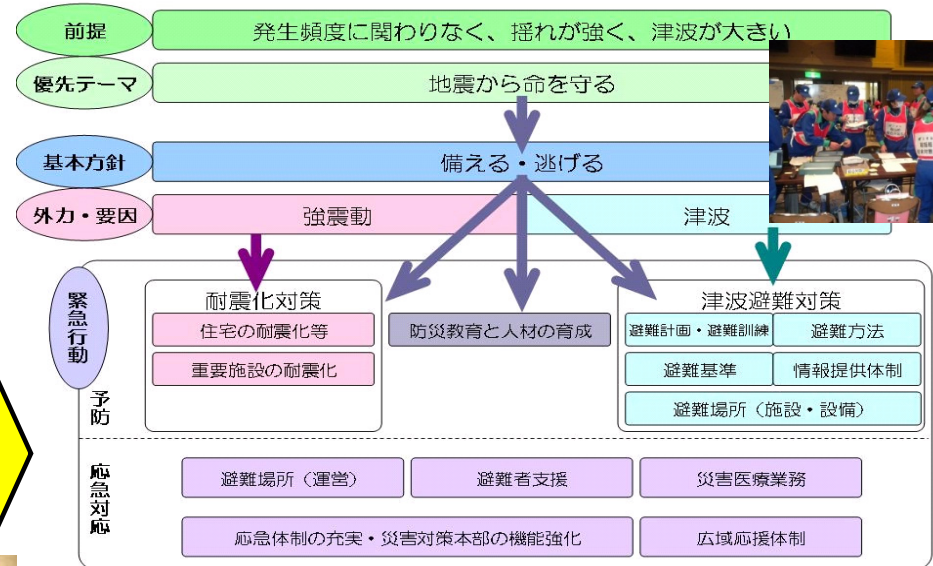 前提
発生頻度に関わりなく、揺れが強く、津波が大きい
優先テーマ
地震から命を守る
基本方針
備える・逃げる
外力・要因
強震動
津波
緊急行動
耐震化対策
住宅の耐震化等
重要施設の耐震化
防災教育と人材の育成
津波避難対策
避難計画・避難訓練
避難方法
避難基準
情報提供体制
避難場所（施設・設備）
予防
応急対応
避難場所（運営）
避難者支援
災害医療業務
応急体制の充実・災害対策本部の機能強化
広域応援体制